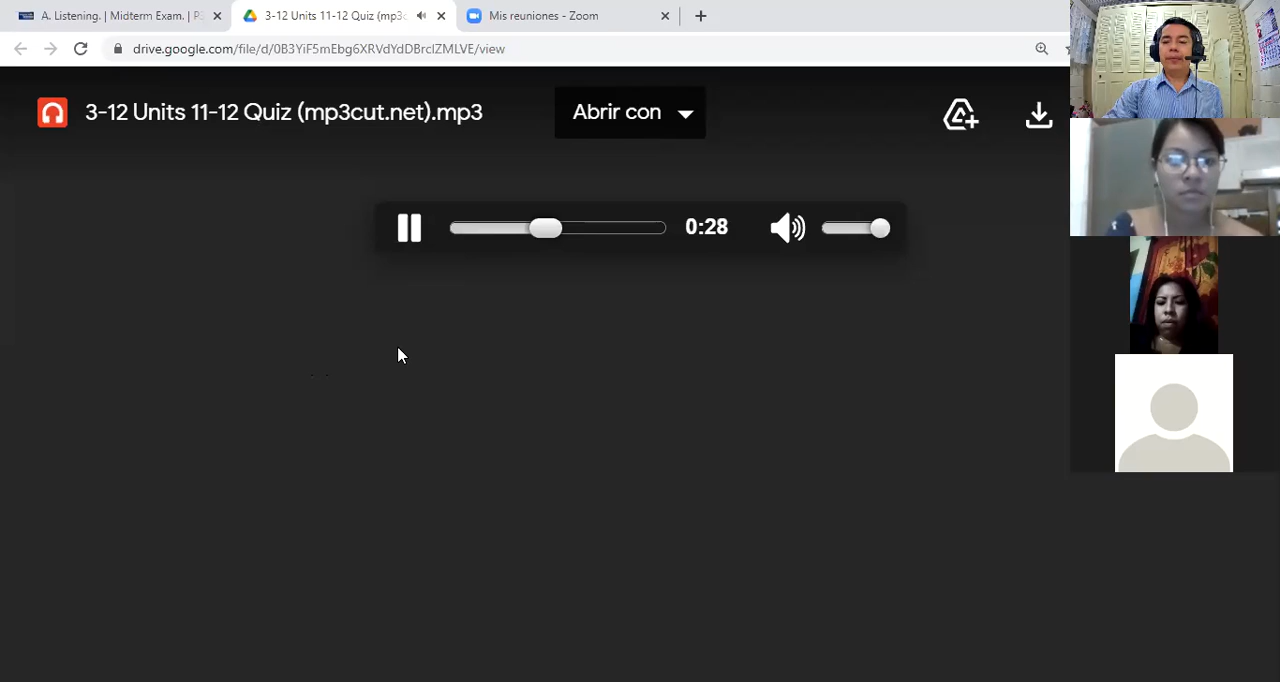 A. Listening. | Midterm Exam. | P
3-12 Units 11-12 Quiz (mp3c
Mis reuniones - Zoom
drive.google.com/file/d/0B3YiF5mEbg6XRVdYdDBrclZMLVE/view
3-12 Units 11-12 Quiz (mp3cut.net).mp3
Abrir con
0:28